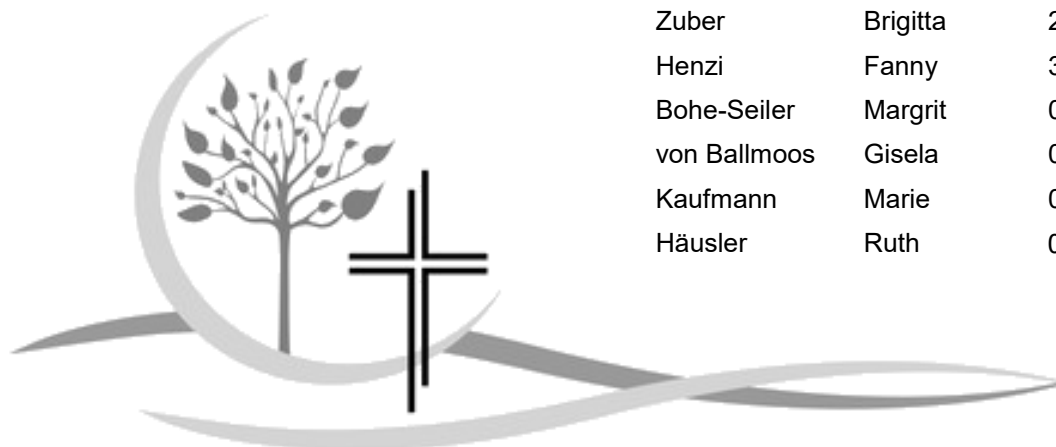 Zuber Brigitta 2
Henzi Fanny 3
Bohe-Seiler Margrit 0
von Ballmoos Gisela 0
Kaufmann Marie 0
Häusler Ruth 0